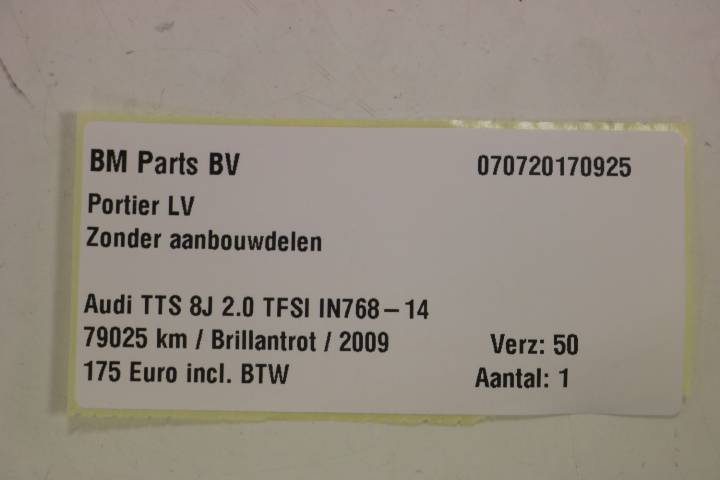 BM Parts BV 070720170925
Portier LV
Zonder aanbouwdelen
Audi TTS 8J 2.0 TFSI IN768-14
79025 km / Brillantrot / 2009 Verz: 50
175 Euro incl. BTW Aantal: 1